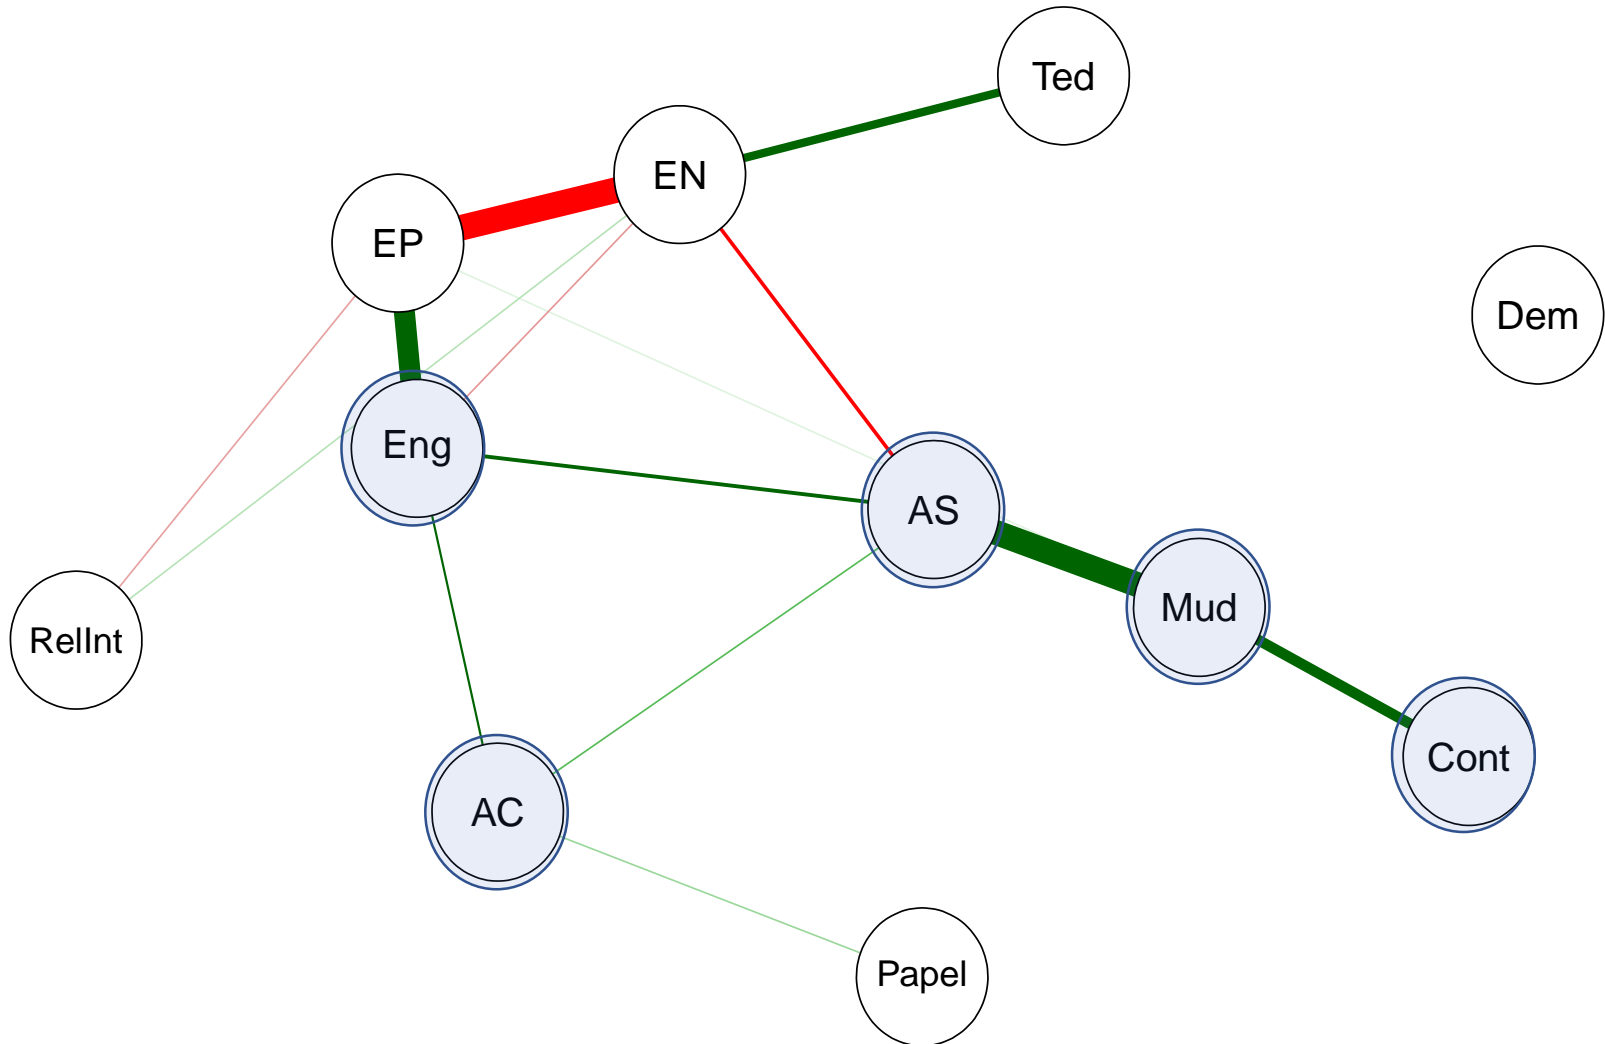 Ted
EN
EP
Dem
Eng
AS
Mud
RelInt
Cont
AC
Papel